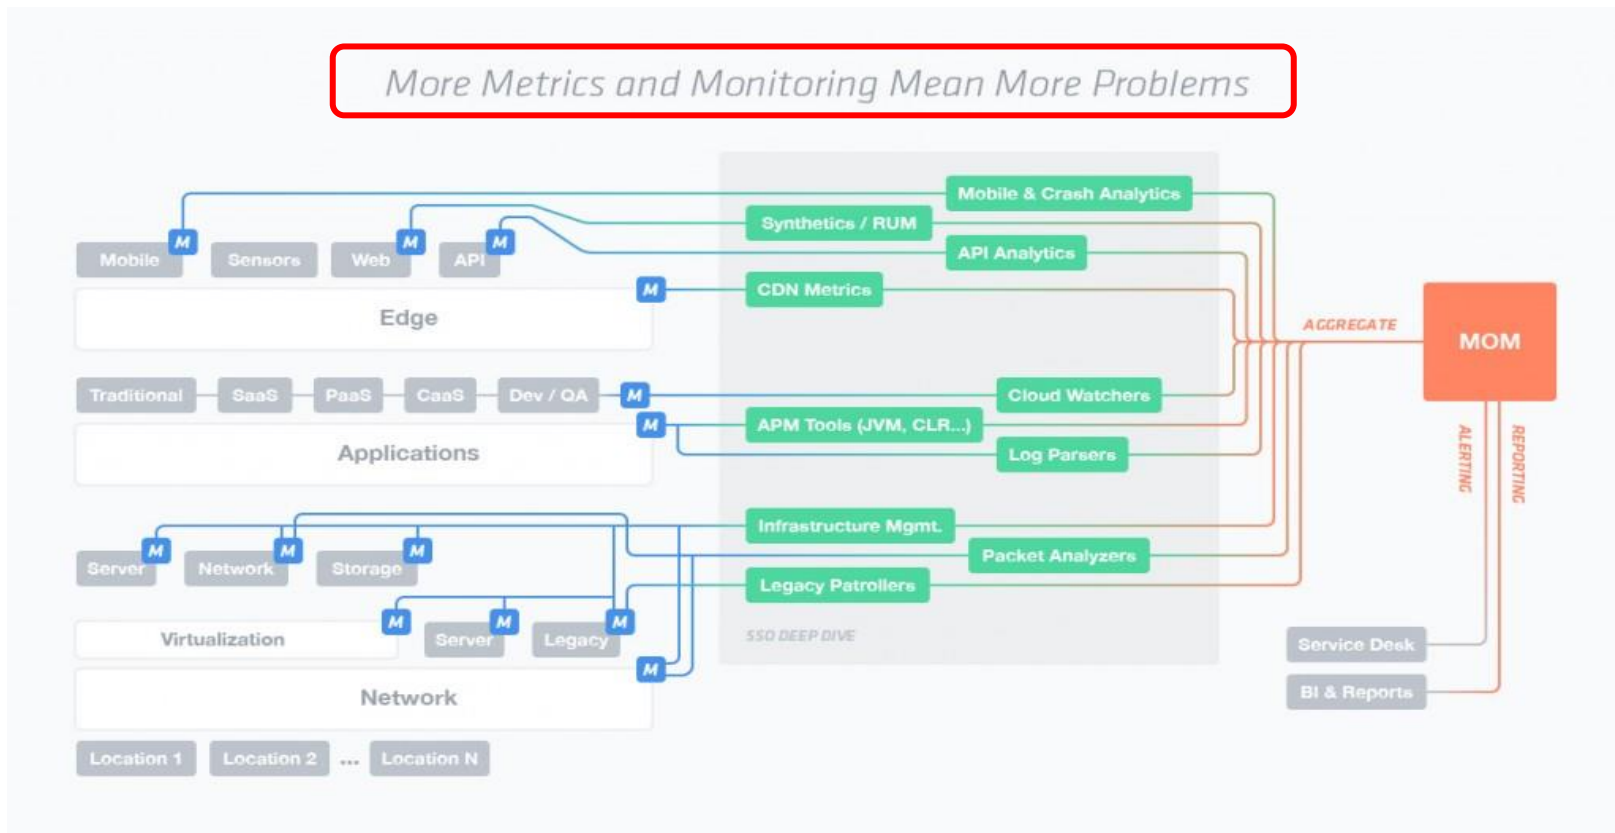 More Metrics and Monitoring Mean More Problems
Mobile & Crash Analytics
Synthetics / RUM
API Analytics
CDN Metrics
M
M
M
Mobile
Sensors
Web
API
M
Edge
AGGREGATE
MOM
Traditional
SaaS
PaaS
CaaS
Dev / QA
M
Cloud Watchers
M
APM Tools (JVM, CLR...)
Applications
Log Parsers
ALERTING
REPORTING
Infrastructure Mgmt.
M
M
M
Server
Network
Storage
Packet Analyzers
Legacy Patrollers
M
M
M
Virtualization
Server
Legacy
SSO DEEP DIVE
M
Network
Service Desk
BI & Reports
Location 1
Location 2
...
Location N